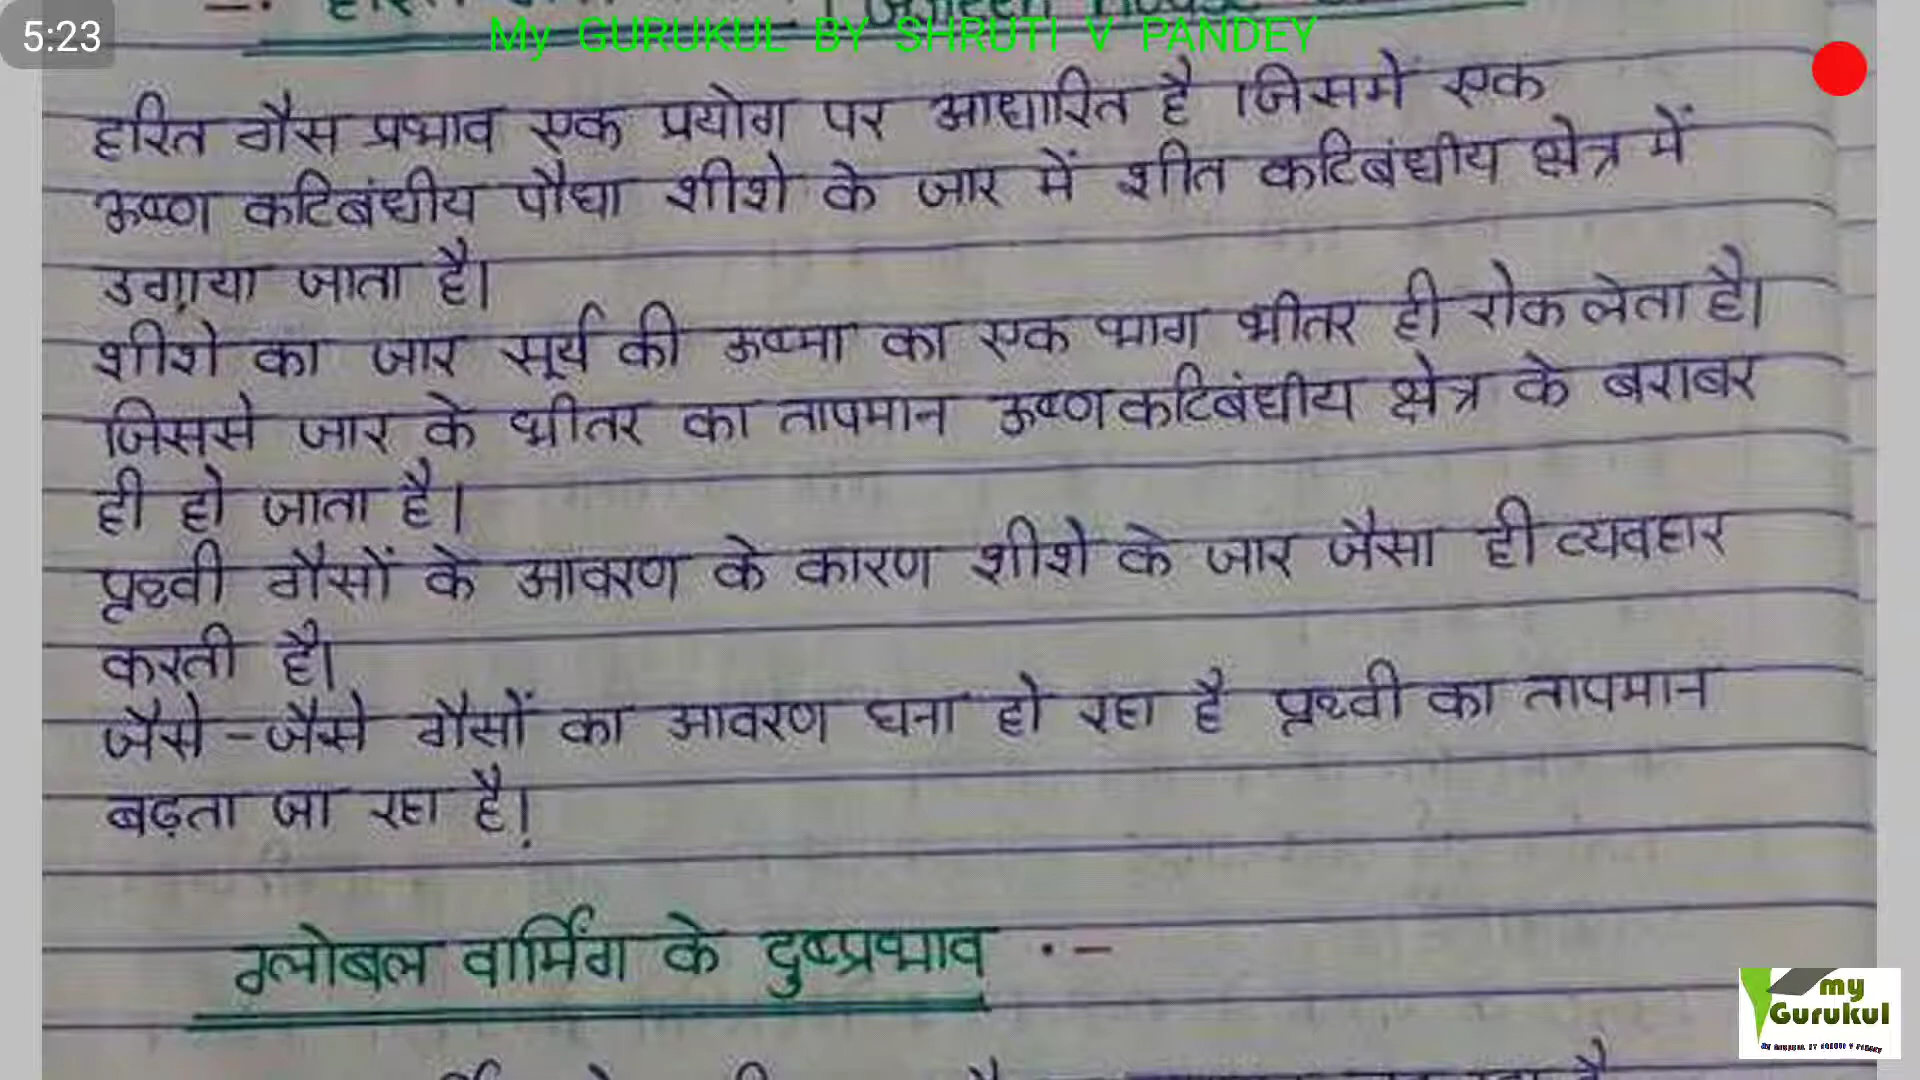 5:23
My GURUKUL BY SHRUTI V PANDEY
हरित गैस प्रभाव एक प्रयोग पर आधारित है जिसमें एक
ऊष्ण कटिबंधीय पौधा शीशे के जार में शीत कटिबंधीय क्षेत्र में
उगाया जाता है।
शीशे का जार सूर्य की ऊष्मा का एक भाग भीतर ही रोक लेता है।
जिससे जार के भीतर का तापमान ऊष्ण कटिबंधीय क्षेत्र के बराबर
ही हो जाता है।
पृथ्वी गैसों के आवरण के कारण शीशे के जार जैसा ही व्यवहार
करती है।
जैसे-जैसे गैसों का आवरण घना हो रहा है पृथ्वी का तापमान
बढ़ता जा रहा है।
ग्लोबल वार्मिंग के दुष्प्रभाव :-
my
Gurukul